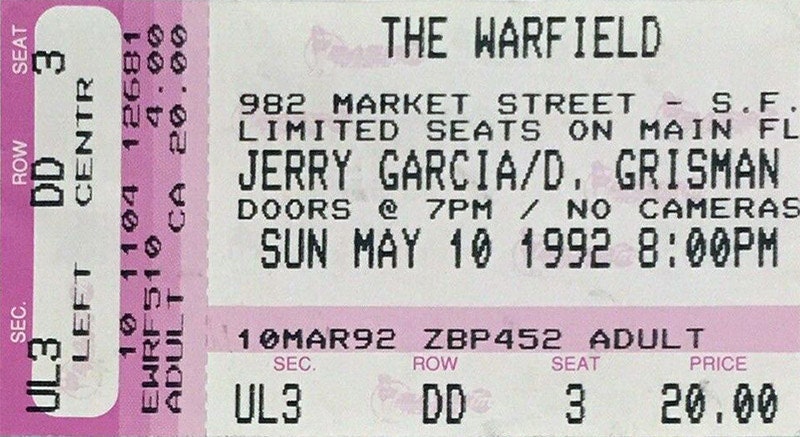 SEAT 3
ROW DD
SEC. UL3
LEFT CENTR
10 1104 12681
EWRF510 4.00
ADULT CA 20.00
THE WARFIELD
982 MARKET STREET - S.F.
LIMITED SEATS ON MAIN FL
JERRY GARCIA/D. GRISMAN
DOORS @ 7PM / NO CAMERAS
SUN MAY 10 1992 8:00PM
10MAR92 ZBP452 ADULT
SEC. ROW SEAT PRICE
UL3 DD 3 20.00